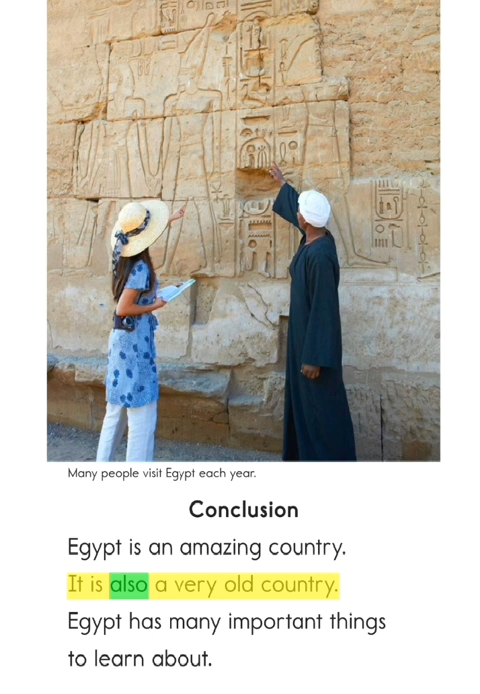 Many people visit Egypt each year.
Conclusion
Egypt is an amazing country.
It is also a very old country.
Egypt has many important things
to learn about.